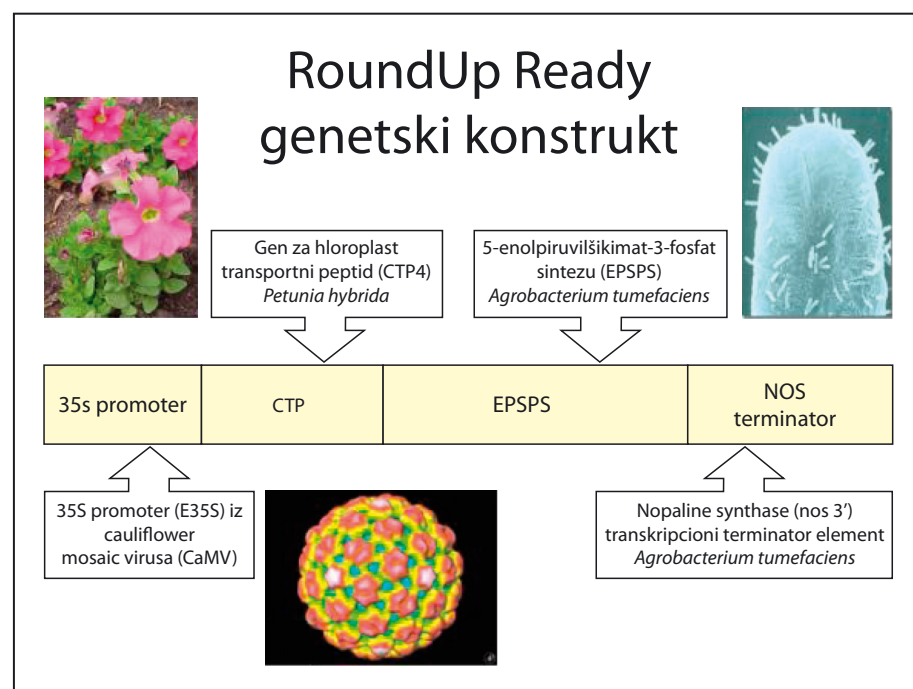 RoundUp Ready
genetski konstrukt
Gen za hloroplast
transportni peptid (CTP4)
Petunia hybrida
5-enolpiruvilšikimat-3-fosfat
sintezu (EPSPS)
Agrobacterium tumefaciens
35s promoter
CTP
EPSPS
NOS
terminator
35S promoter (E35S) iz
cauliflower
mosaic virusa (CaMV)
Nopaline synthase (nos 3’)
transkripcioni terminator element
Agrobacterium tumefaciens